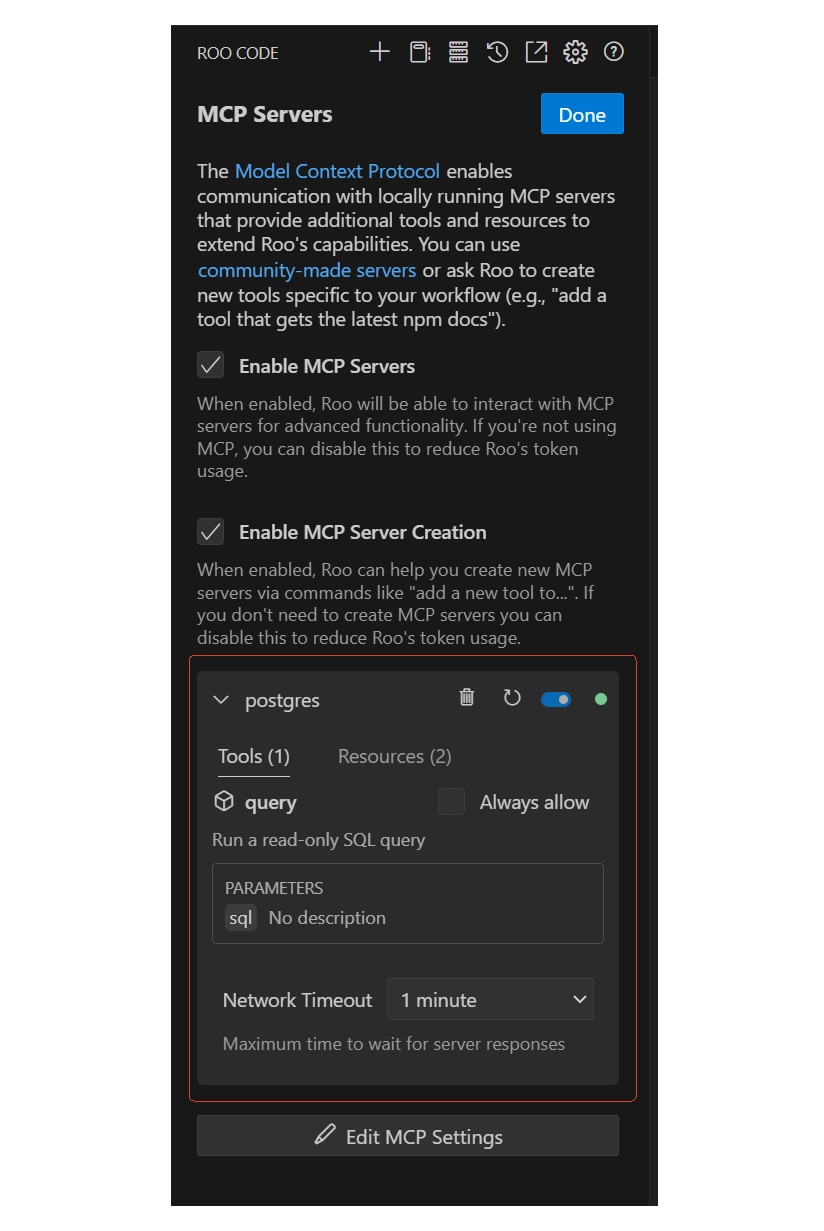 ROO CODE
MCP Servers
Done
The Model Context Protocol enables
communication with locally running MCP servers
that provide additional tools and resources to
extend Roo's capabilities. You can use
community-made servers or ask Roo to create
new tools specific to your workflow (e.g., "add a
tool that gets the latest npm docs").
Enable MCP Servers
When enabled, Roo will be able to interact with MCP
servers for advanced functionality. If you're not using
MCP, you can disable this to reduce Roo's token
usage.
Enable MCP Server Creation
When enabled, Roo can help you create new MCP
servers via commands like "add a new tool to...". If
you don't need to create MCP servers you can
disable this to reduce Roo's token usage.
postgres
Tools (1) Resources (2)
query Always allow
Run a read-only SQL query
PARAMETERS
sql No description
Network Timeout 1 minute
Maximum time to wait for server responses
Edit MCP Settings